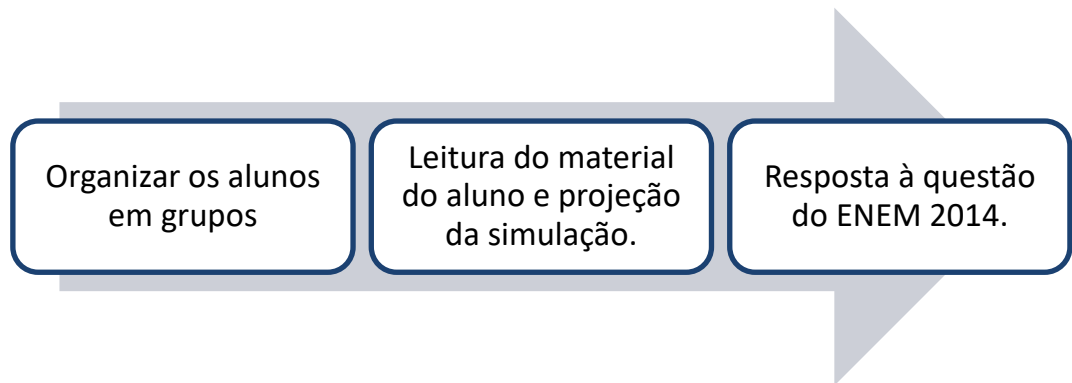 Organizar os alunos
em grupos
Leitura do material
do aluno e projeção
da simulação.
Resposta à questão
do ENEM 2014.